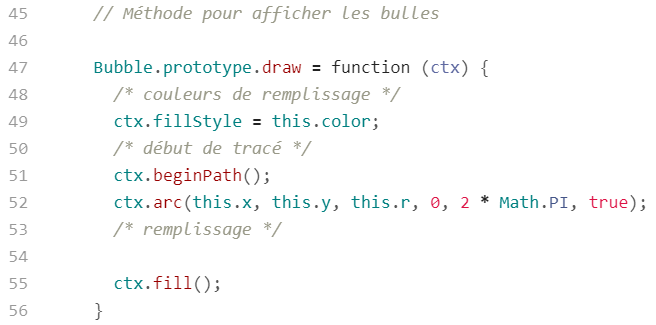 45 // Méthode pour afficher les bulles
46
47 Bubble.prototype.draw = function (ctx) {
48 /* couleurs de remplissage */
49 ctx.fillStyle = this.color;
50 /* début de tracé */
51 ctx.beginPath();
52 ctx.arc(this.x, this.y, this.r, 0, 2 * Math.PI, true);
53 /* remplissage */
54
55 ctx.fill();
56 }